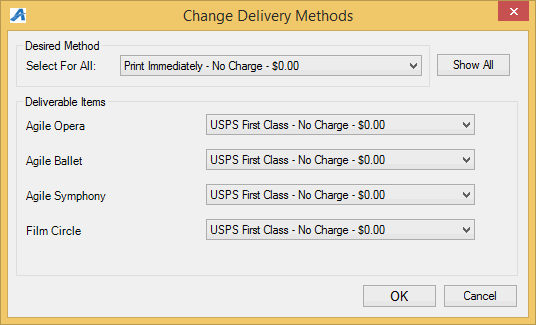 Change Delivery Methods
Desired Method
Select For All: Print Immediately - No Charge - $0.00 Show All
Deliverable Items
Agile Opera USPS First Class - No Charge - $0.00
Agile Ballet USPS First Class - No Charge - $0.00
Agile Symphony USPS First Class - No Charge - $0.00
Film Circle USPS First Class - No Charge - $0.00
OK Cancel